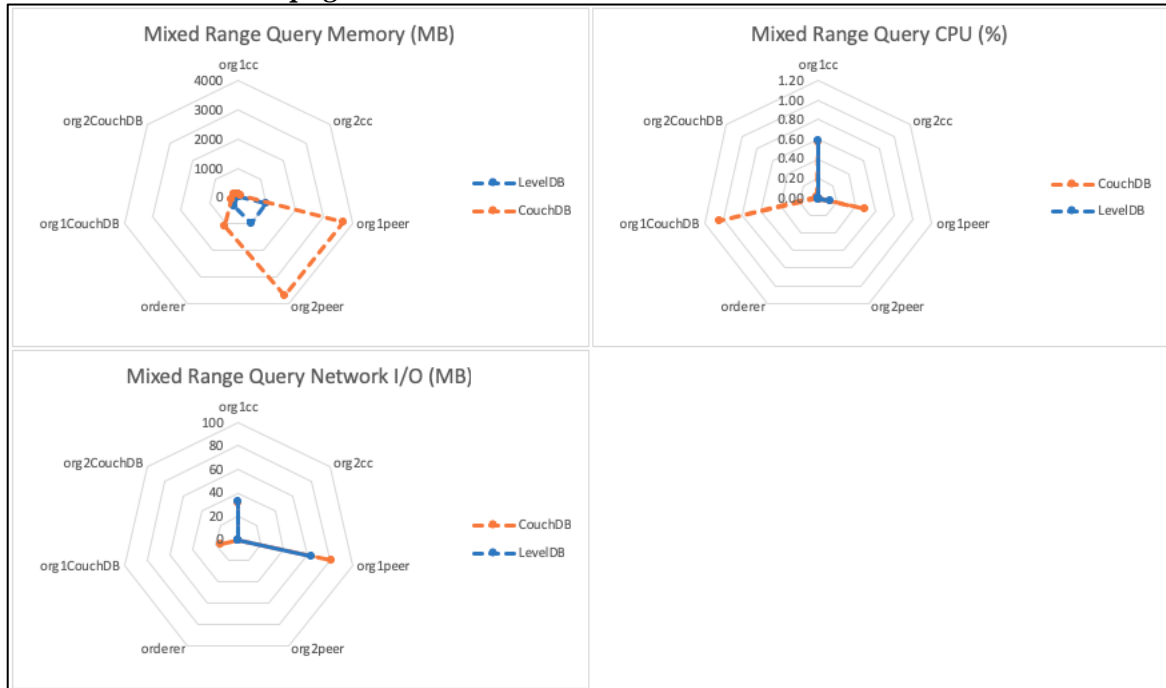 Mixed Range Query Memory (MB)
org1cc
4000
3000
2000
1000
0
org2CouchDB
org2cc
org1CouchDB
org1peer
orderer
org2peer
LevelDB
CouchDB
Mixed Range Query CPU (%)
org1cc
1.20
1.00
0.80
0.60
0.40
0.20
0.00
org2CouchDB
org2cc
org1CouchDB
org1peer
orderer
org2peer
CouchDB
LevelDB
Mixed Range Query Network I/O (MB)
org1cc
100
80
60
40
20
0
org2CouchDB
org2cc
org1CouchDB
org1peer
orderer
org2peer
CouchDB
LevelDB